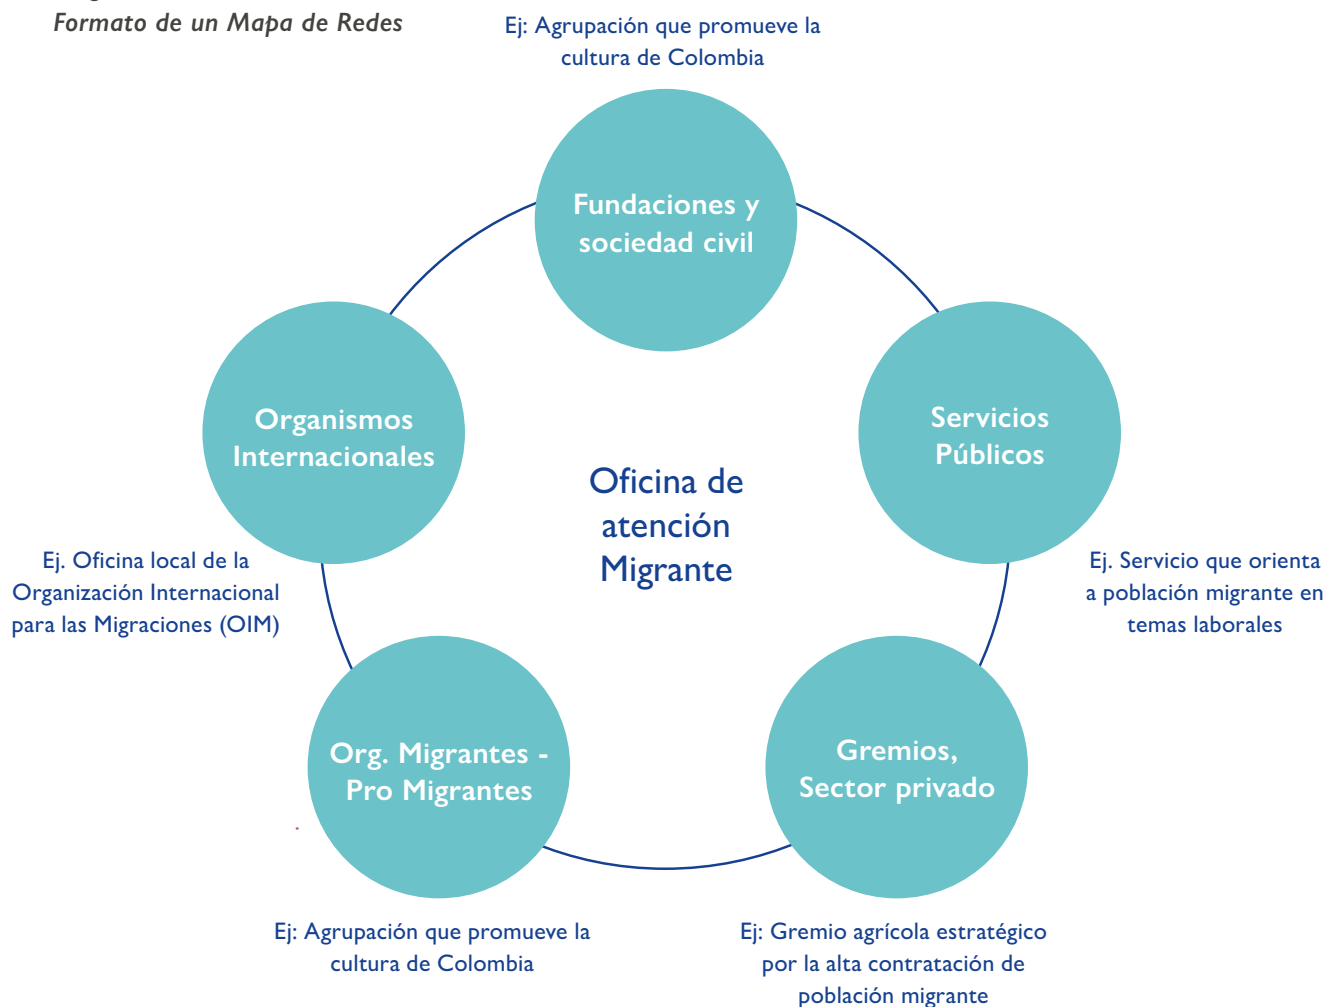 Formato de un Mapa de Redes
Ej: Agrupación que promueve la
cultura de Colombia
Fundaciones y
sociedad civil
Organismos
Internacionales
Servicios
Públicos
Oficina de
atención
Migrante
Ej. Oficina local de la
Organización Internacional
para las Migraciones (OIM)
Ej. Servicio que orienta
a población migrante en
temas laborales
Org. Migrantes -
Pro Migrantes
Gremios,
Sector privado
Ej: Agrupación que promueve la
cultura de Colombia
Ej: Gremio agrícola estratégico
por la alta contratación de
población migrante